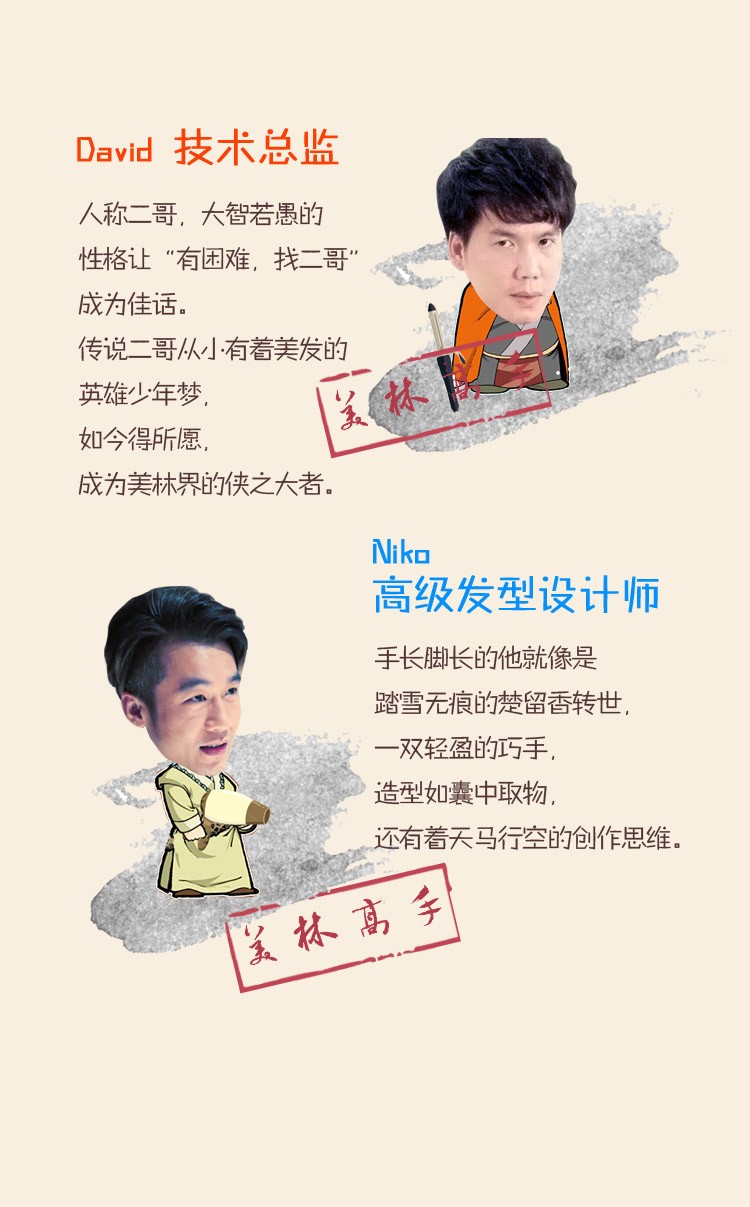 David 技术总监
人称二哥，大智若愚的
性格让“有困难，找二哥”
成为佳话。
传说二哥从小有着美发的
英雄少年梦，
如今得所愿，
成为美林界的侠之大者。
美林高手
Niko
高级发型设计师
手长脚长的他就像是
踏雪无痕的楚留香转世，
一双轻盈的巧手，
造型如囊中取物，
还有着天马行空的创作思维。
美林高手